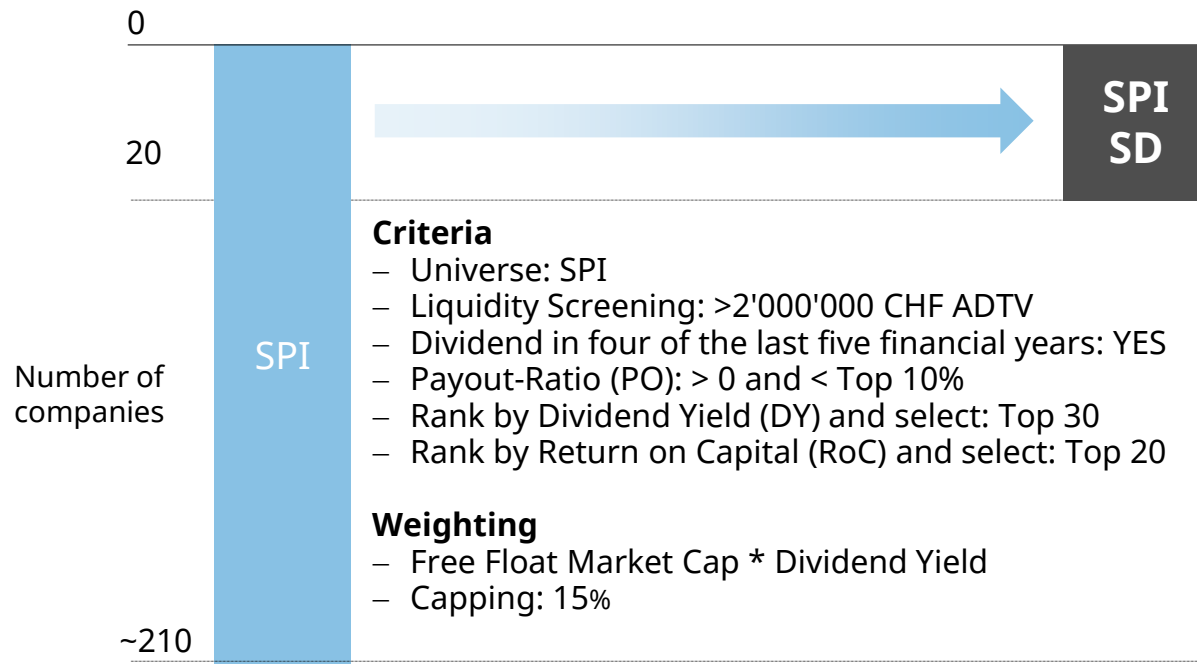 0
SPI
SD
20
Criteria
– Universe: SPI
– Liquidity Screening: >2'000'000 CHF ADTV
– Dividend in four of the last five financial years: YES
– Payout-Ratio (PO): > 0 and < Top 10%
– Rank by Dividend Yield (DY) and select: Top 30
– Rank by Return on Capital (RoC) and select: Top 20
SPI
Number of
companies
Weighting
– Free Float Market Cap * Dividend Yield
– Capping: 15%
~210